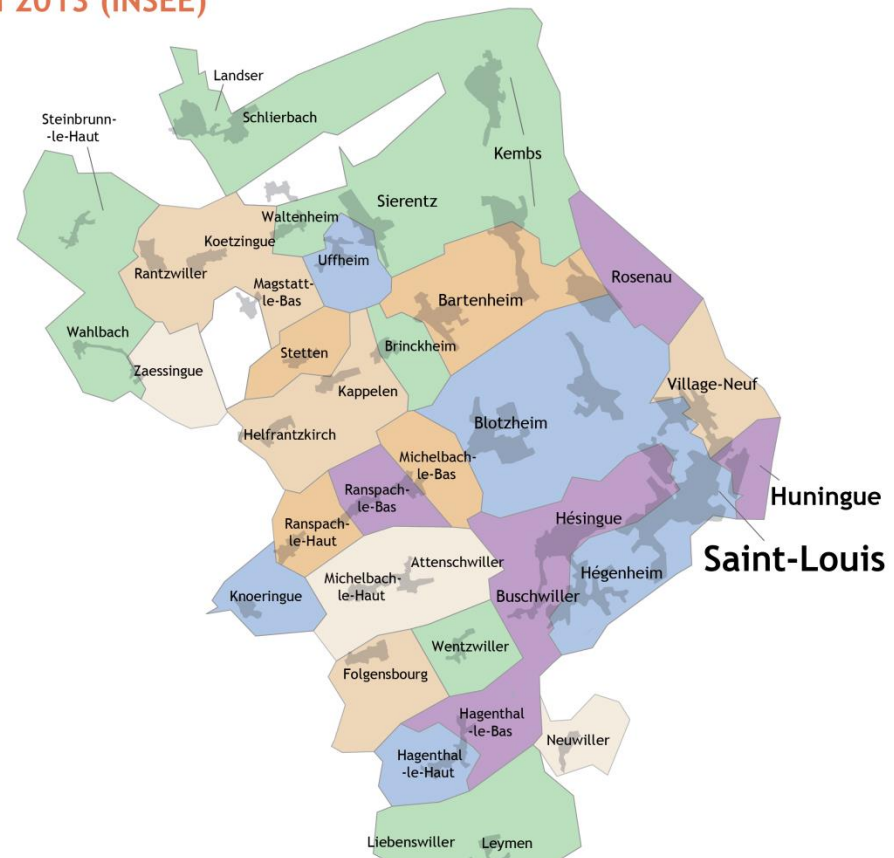 2013 (INSEE)
Landser
Schlierbach
Steinbrunn-
-le-Haut
Kembs
Sierentz
Waltenheim
Koetzingue
Uffheim
Rantzwiller
Magstatt-
le-Bas
Rosenau
Bartenheim
Wahlbach
Stetten
Brinckheim
Zaessingue
Kappelen
Village-Neuf
Blotzheim
Helfrantzkirch
Michelbach-
le-Bas
Ranspach-
le-Bas
Huningue
Ranspach-
le-Haut
Hésingue
Saint-Louis
Attenschwiller
Michelbach-
le-Haut
Hégenheim
Knoeringue
Buschwiller
Wentzwiller
Folgensbourg
Hagenthal
-le-Bas
Neuwiller
Hagenthal
-le-Haut
Liebenswiller
Leymen